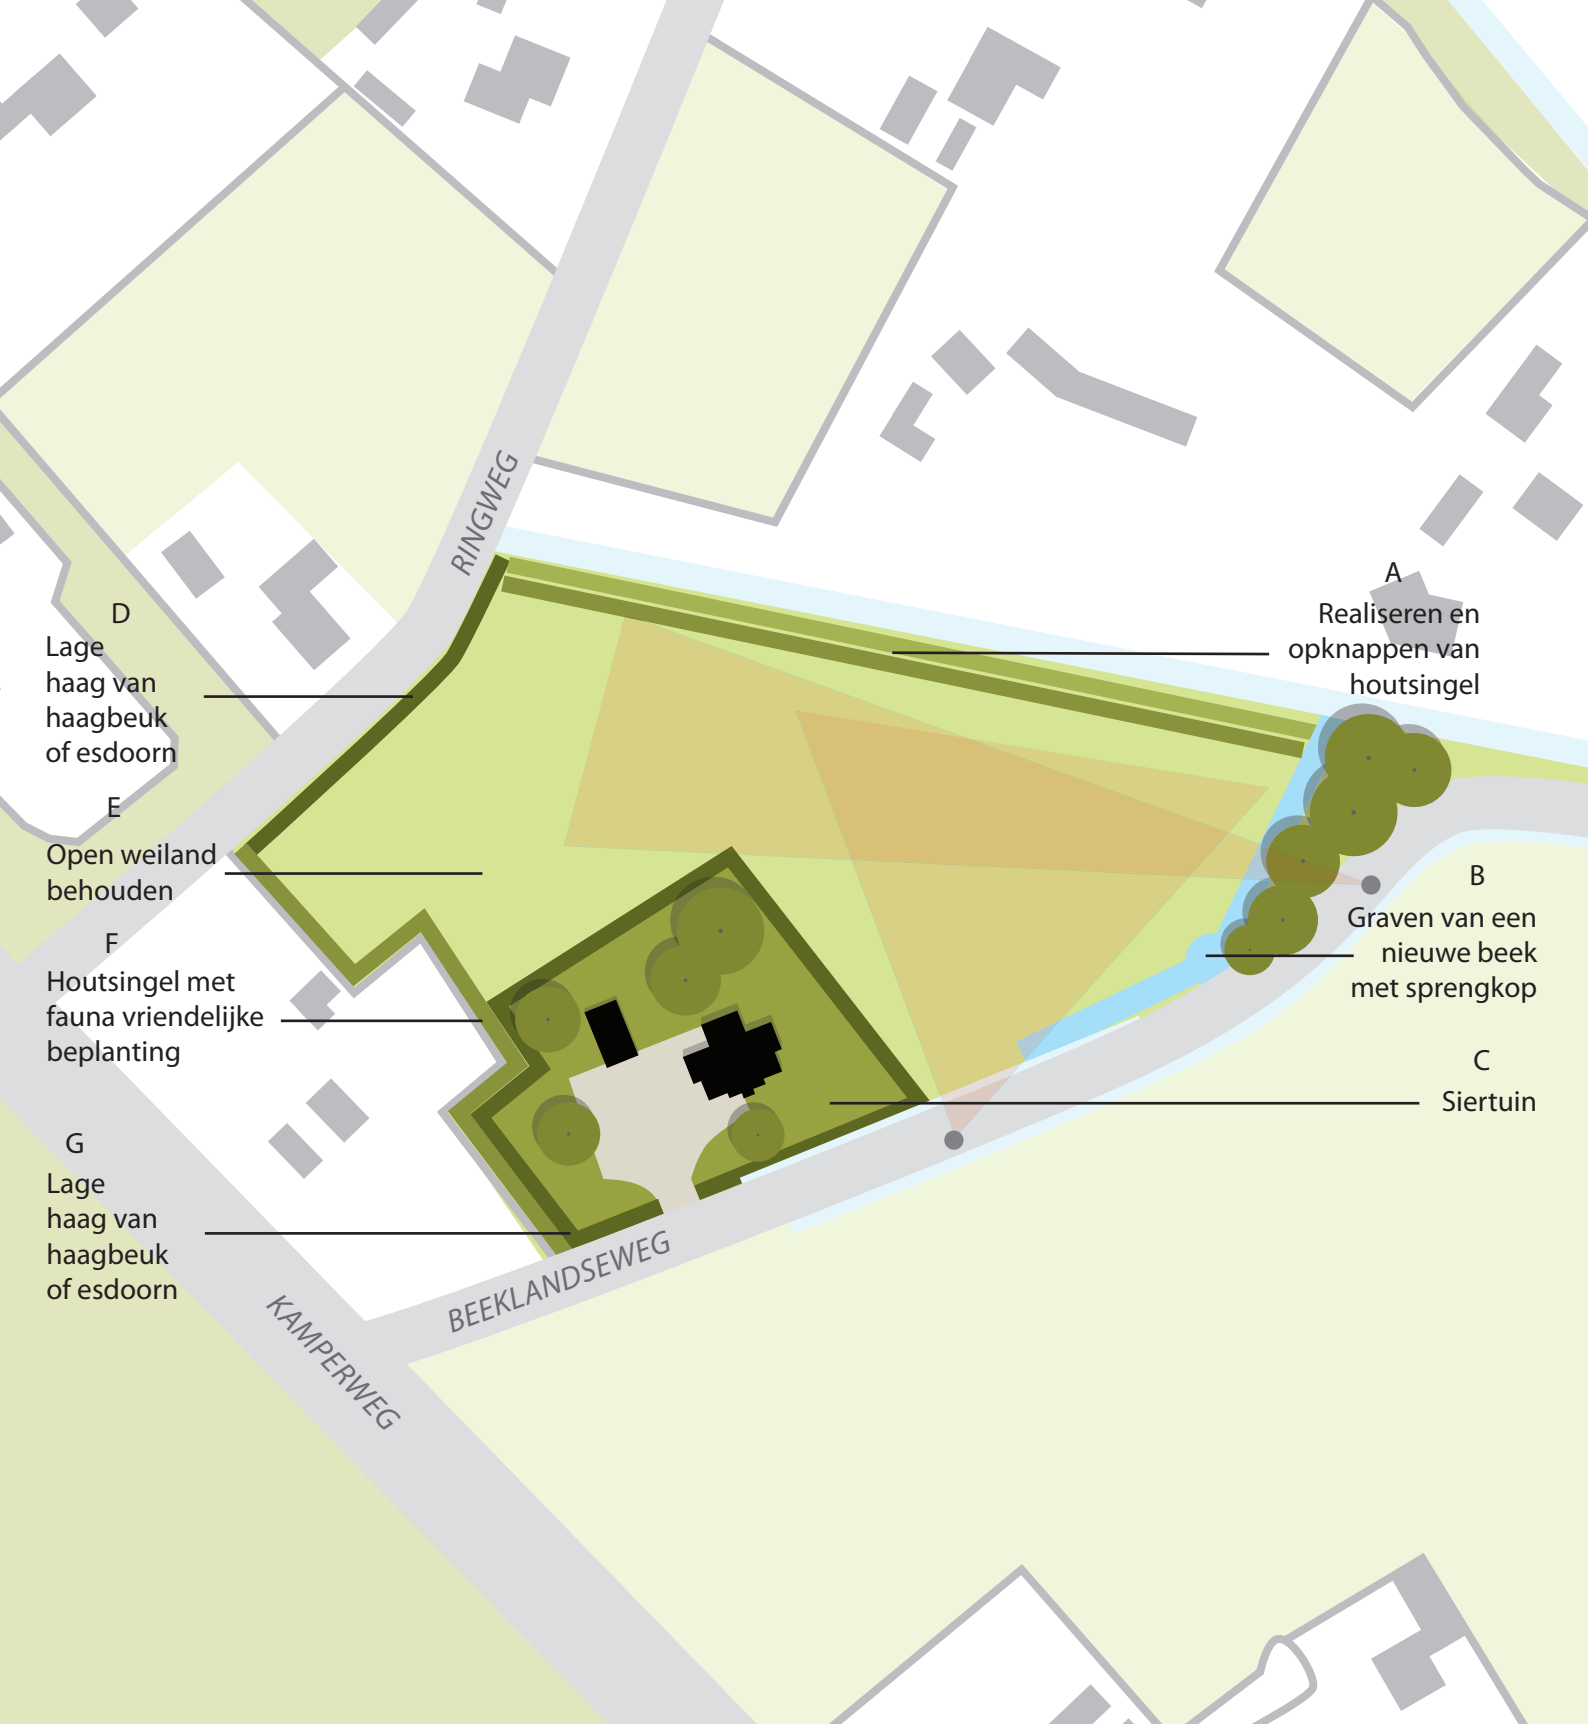 RINGWEG
A
Realiseren en
opknappen van
houtsingel
D
Lage
haag van
haagbeuk
of esdoorn
E
Open weiland
behouden
B
Graven van een
nieuwe beek
met sprengkop
F
Houtsingel met
fauna vriendelijke
beplanting
C
Siertuin
G
Lage
haag van
haagbeuk
of esdoorn
BEEKLANDSEWEG
KAMPERWEG